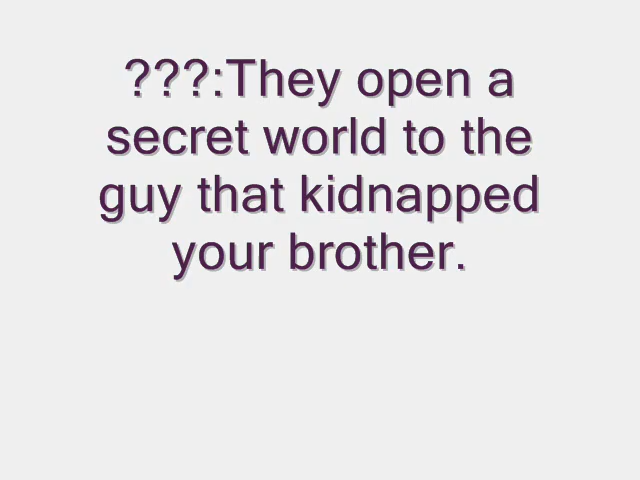 ???:They open a
secret world to the
guy that kidnapped
your brother.